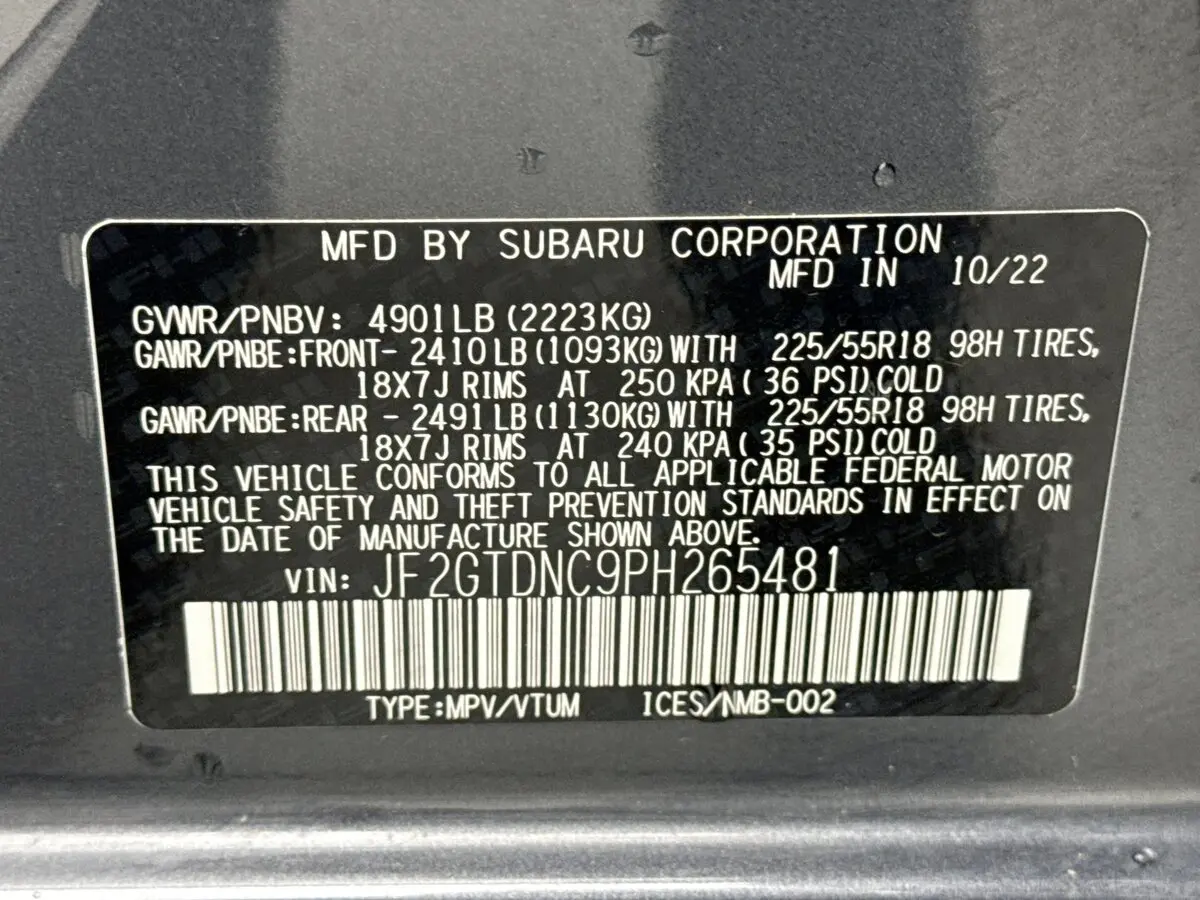 MFD BY SUBARU CORPORATION
MFD IN 10/22
GVWR/PNBV: 4901LB (2223KG)
GAWR/PNBE:FRONT- 2410LB(1093KG)WITH 225/55R18 98H TIRES,
18X7J RIMS AT 250 KPA( 36 PSI)COLD
GAWR/PNBE:REAR - 2491LB(1130KG)WITH 225/55R18 98H TIRES,
18X7J RIMS AT 240 KPA( 35 PSI)COLD
THIS VEHICLE CONFORMS TO ALL APPLICABLE FEDERAL MOTOR
VEHICLE SAFETY AND THEFT PREVENTION STANDARDS IN EFFECT ON
THE DATE OF MANUFACTURE SHOWN ABOVE.
VIN: JF2GTDNC9PH265481
TYPE:MPV/VTUM ICES/NMB-002